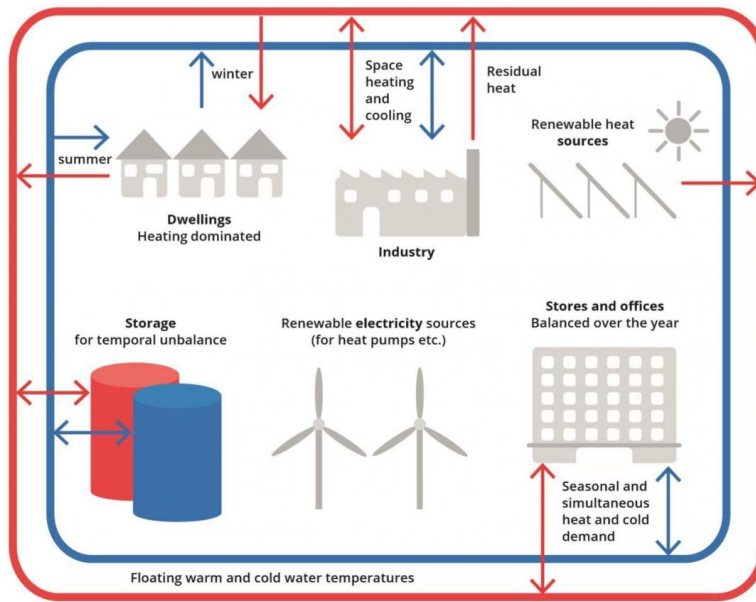 winter
summer
Space
heating
and
cooling
Residual
heat
Renewable heat
sources
Dwellings
Heating dominated
Industry
Storage
for temporal unbalance
Renewable electricity sources
(for heat pumps etc.)
Stores and offices
Balanced over the year
Seasonal and
simultaneous
heat and cold
demand
Floating warm and cold water temperatures